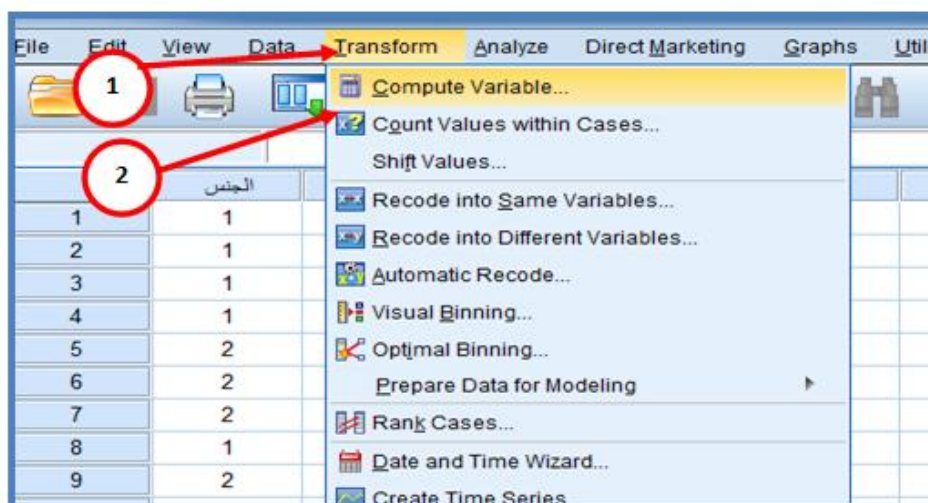 File Edit View Data Transform Analyze Direct Marketing Graphs Util
1
Compute Variable...
Count Values within Cases...
2
Shift Values...
الجنس
Recode into Same Variables...
1 1
Recode into Different Variables...
2 1
Automatic Recode...
3 1
Visual Binning...
4 1
Optimal Binning...
5 2
Prepare Data for Modeling
6 2
Rank Cases...
7 2
8 1
Date and Time Wizard...
9 2
Create Time Series